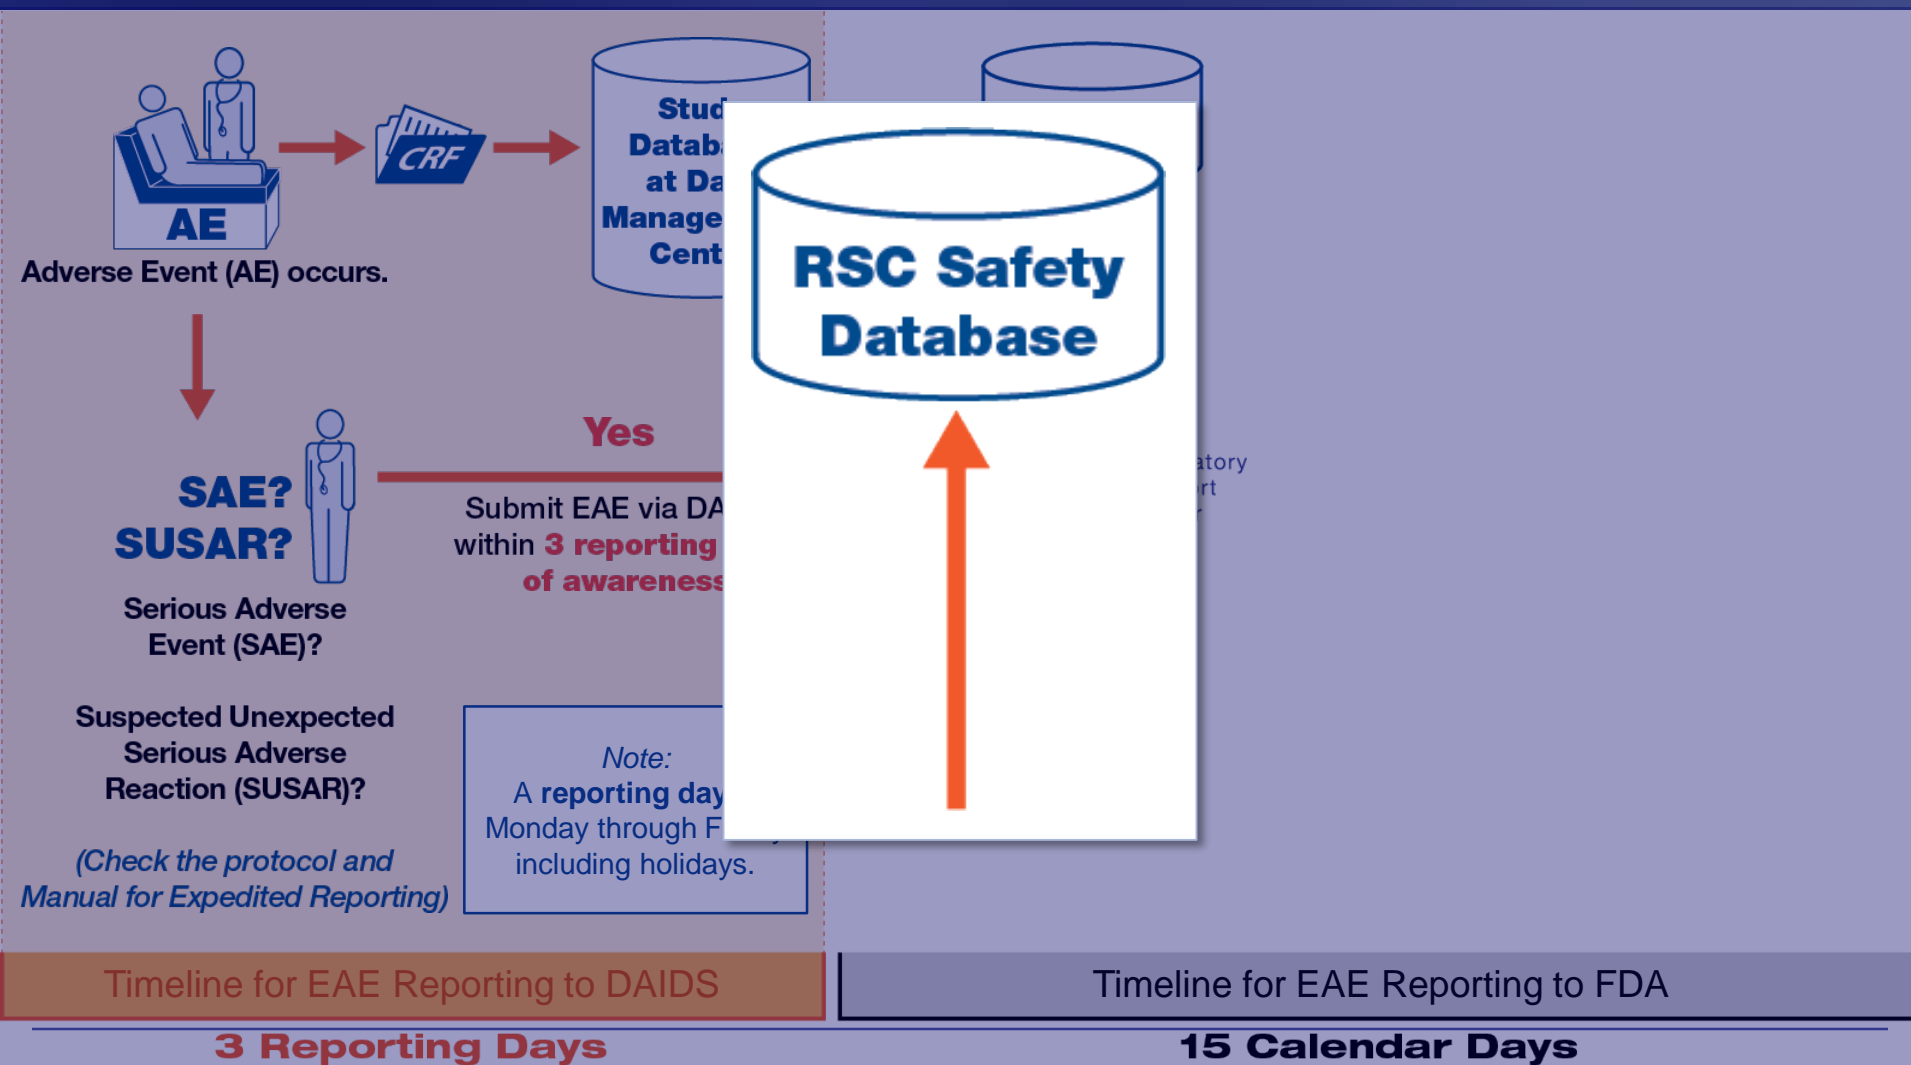 CRF
AE
Adverse Event (AE) occurs.
Stud
Datab
at Da
Manage
Cent
RSC Safety
Database
SAE?
SUSAR?
Serious Adverse
Event (SAE)?
Suspected Unexpected
Serious Adverse
Reaction (SUSAR)?
(Check the protocol and
Manual for Expedited Reporting)
Yes
Submit EAE via DA
within 3 reporting
of awareness
Note:
A reporting day
Monday through F
including holidays.
atory
rt
Timeline for EAE Reporting to DAIDS
Timeline for EAE Reporting to FDA
3 Reporting Days
15 Calendar Days